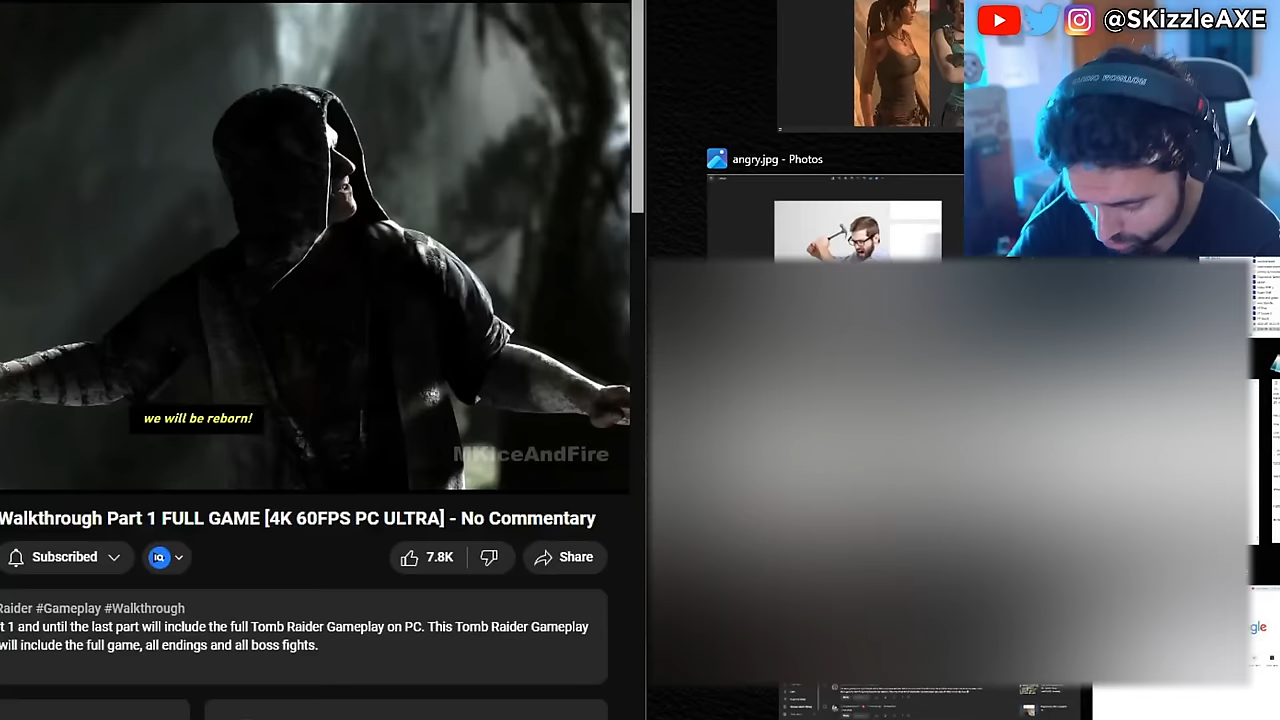 @SKizzleAXE
AUDIO
angry.jpg - Photos
we will be reborn!
MKIceAndFire
Walkthrough Part 1 FULL GAME [4K 60FPS PC ULTRA] - No Commentary
Subscribed
IQ
7.8K
Share
Raider #Gameplay #Walkthrough
t 1 and until the last part will include the full Tomb Raider Gameplay on PC. This Tomb Raider Gameplay
will include the full game, all endings and all boss fights.
gle